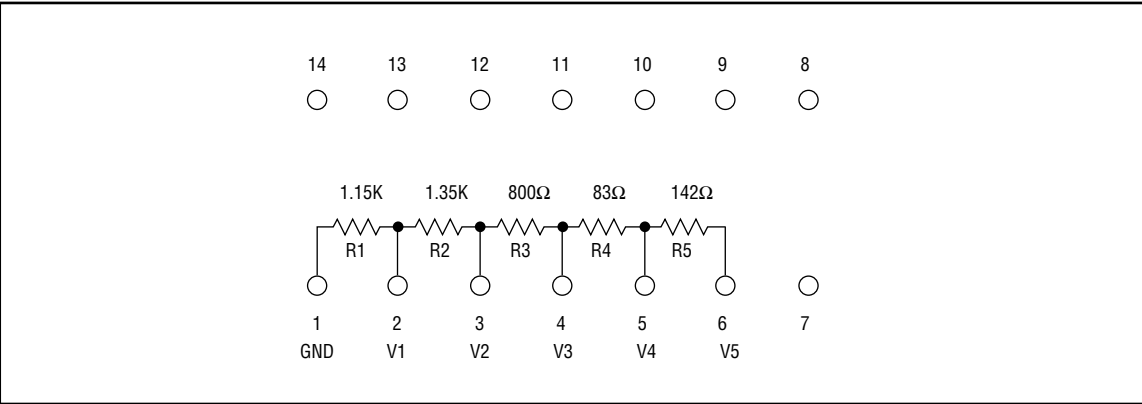 14 13 12 11 10 9 8
1.15K 1.35K 800Ω 83Ω 142Ω
R1 R2 R3 R4 R5
1 2 3 4 5 6 7
GND V1 V2 V3 V4 V5